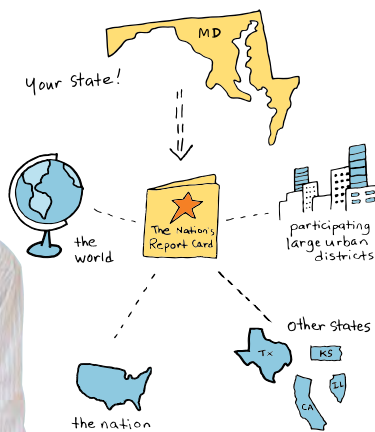 MD
Your state!
the
world
The Nation's
Report Card
participating
large urban
districts
Other States
TX
KS
IL
CA
the nation